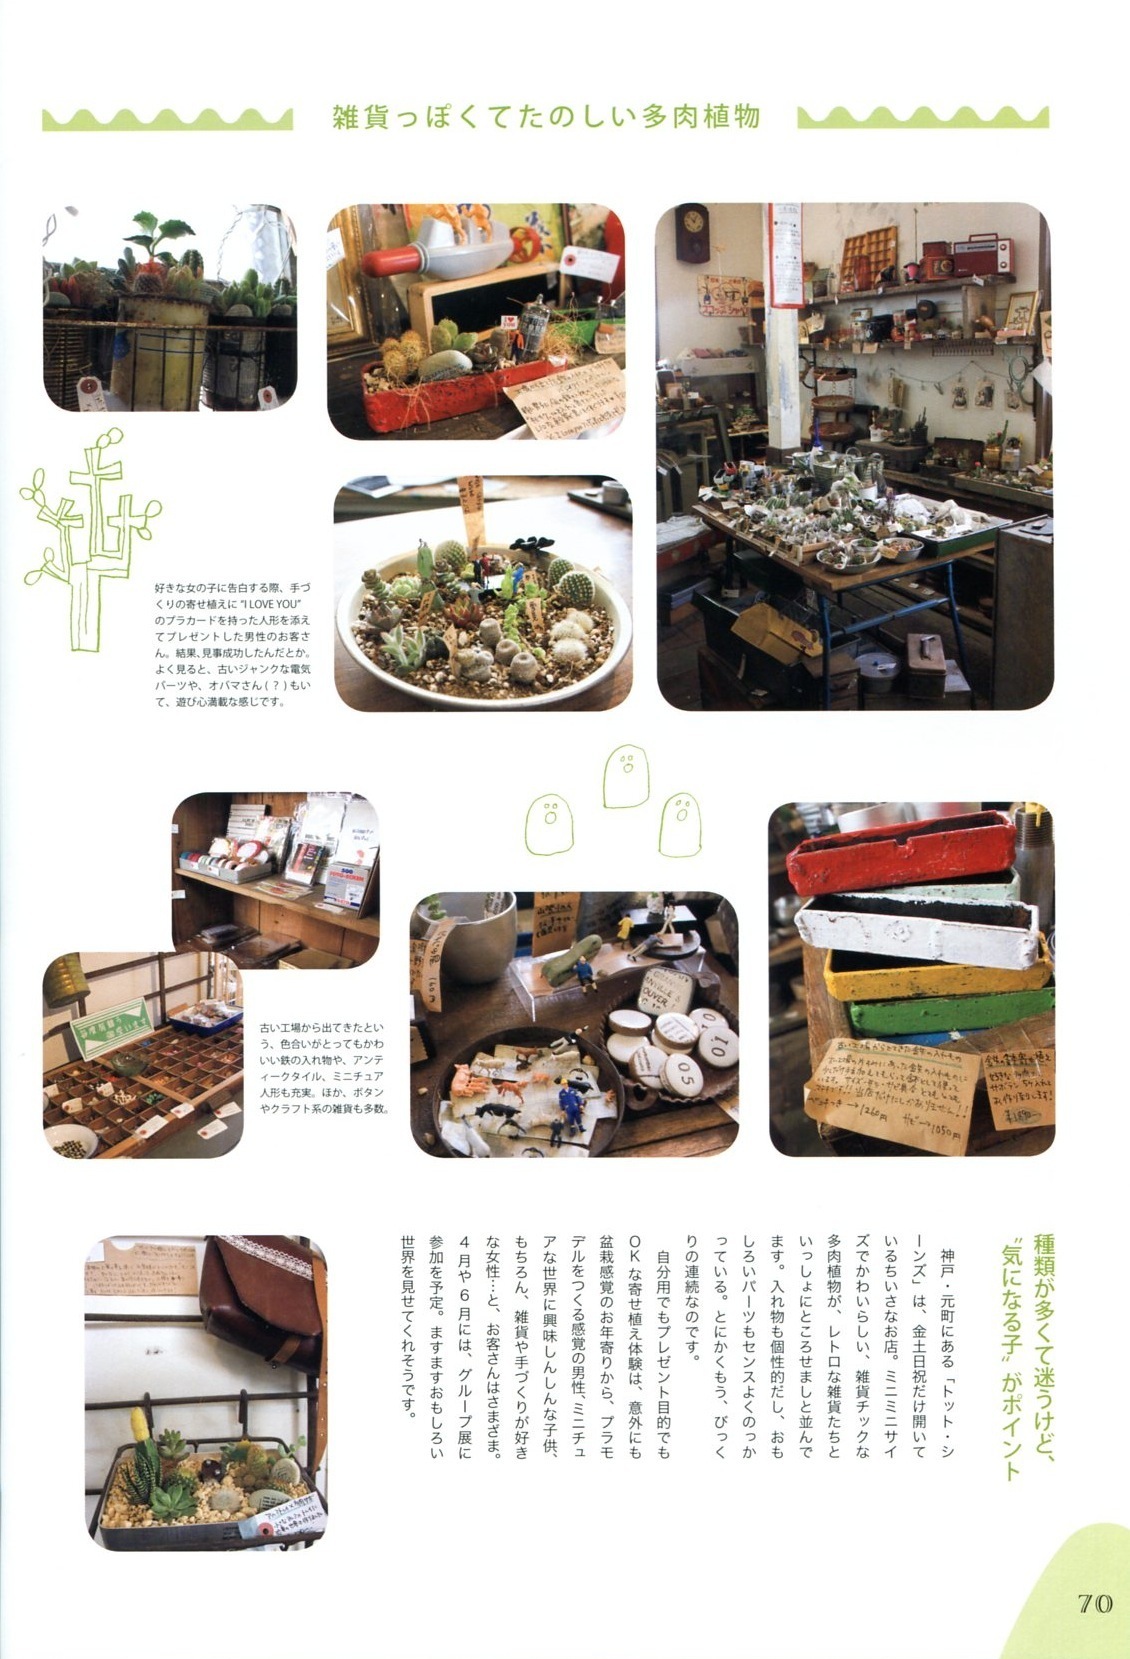 雑貨っぽくてたのしい多肉植物
好きな女の子に告白する際、手づ
くりの寄せ植えに“I LOVE YOU”
のプラカードを持った人形を添え
てプレゼントした男性のお客さ
ん。結果、見事成功したんだとか。
よく見ると、古いジャンクな電気
パーツや、オバマさん(？)もい
て、遊び心満載な感じです。
古い工場から出てきたとい
う、色合いがとってもかわ
いい鉄の入れ物や、アンテ
ィークタイル、ミニチュア
人形も充実。ほか、ボタン
やクラフト系の雑貨も多数。
種類が多くて迷うけど、
“気になる子”がポイント
神戸・元町にある「トット・シ
ーンズ」は、金土日祝だけ開いて
いるちいさなお店。ミニミニサイ
ズでかわいらしい、雑貨チックな
多肉植物が、レトロな雑貨たちと
いっしょにところせましと並んで
ます。入れ物も個性的だし、おも
しろいパーツもセンスよくのっか
っている。とにかくもう、びっく
りの連続なのです。
自分用でもプレゼント目的でも
OKな寄せ植え体験は、意外にも
盆栽感覚のお年寄りから、プラモ
デルをつくる感覚の男性、ミニチュ
アな世界に興味しんしんな子供、
もちろん、雑貨や手づくりが好き
な女性…と、お客さんはさまざま。
4月や6月には、グループ展に
参加を予定。ますますおもしろい
世界を見せてくれそうです。
70